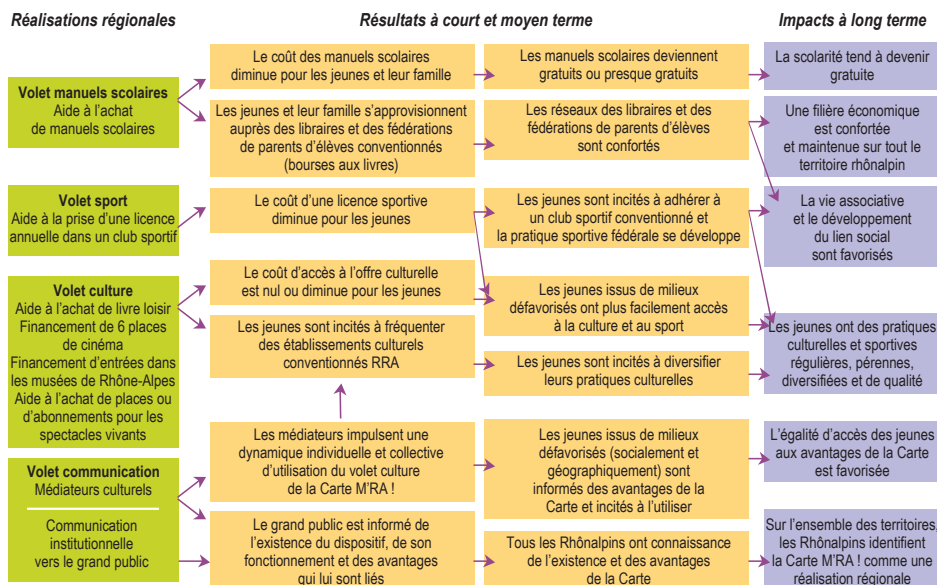 Réalisations régionales
Résultats à court et moyen terme
Impacts à long terme
Volet manuels scolaires
Aide à l'achat
de manuels scolaires
Le coût des manuels scolaires
diminue pour les jeunes et leur famille
Les manuels scolaires deviennent
gratuits ou presque gratuits
La scolarité tend à devenir
gratuite
Les jeunes et leur famille s'approvisionnent
auprès des libraires et des fédérations
de parents d'élèves conventionnés
(bourses aux livres)
Les réseaux des libraires et des
fédérations de parents d'élèves
sont confortés
Une filière économique
est confortée
et maintenue sur tout le
territoire rhônalpin
Volet sport
Aide à la prise d'une licence
annuelle dans un club sportif
Le coût d'une licence sportive
diminue pour les jeunes
Les jeunes sont incités à adhérer à
un club sportif conventionné et
la pratique sportive fédérale se développe
La vie associative
et le développement
du lien social
sont favorisés
Volet culture
Aide à l'achat de livre loisir
Financement de 6 places
de cinéma
Financement d'entrées dans
les musées de Rhône-Alpes
Aide à l'achat de places ou
d'abonnements pour les
spectacles vivants
Le coût d'accès à l'offre culturelle
est nul ou diminue pour les jeunes
Les jeunes issus de milieux
défavorisés ont plus facilement accès
à la culture et au sport
Les jeunes sont incités à fréquenter
des établissements culturels
conventionnés RRA
Les jeunes sont incités à diversifier
leurs pratiques culturelles
Les jeunes ont des pratiques
culturelles et sportives
régulières, pérennes,
diversifiées et de qualité
Volet communication
Médiateurs culturels
Communication
institutionnelle
vers le grand public
Les médiateurs impulsent une
dynamique individuelle et collective
d'utilisation du volet culture
de la Carte M'RA !
Les jeunes issus de milieux
défavorisés (socialement et
géographiquement) sont
informés des avantages de la
Carte et incités à l'utiliser
L'égalité d'accès des jeunes
aux avantages de la Carte
est favorisée
Le grand public est informé de
l'existence du dispositif, de son
fonctionnement et des avantages
qui lui sont liés
Tous les Rhônalpins ont connaissance
de l'existence et des avantages
de la Carte
Sur l'ensemble des territoires,
les Rhônalpins identifient
la Carte M'RA ! comme une
réalisation régionale